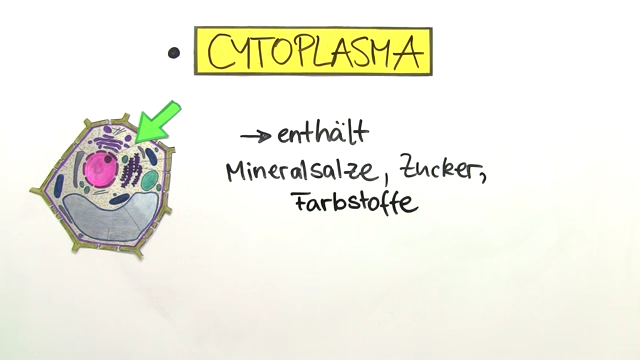 • CYTOPLASMA
→ enthält
Mineralsalze, Zucker,
Farbstoffe